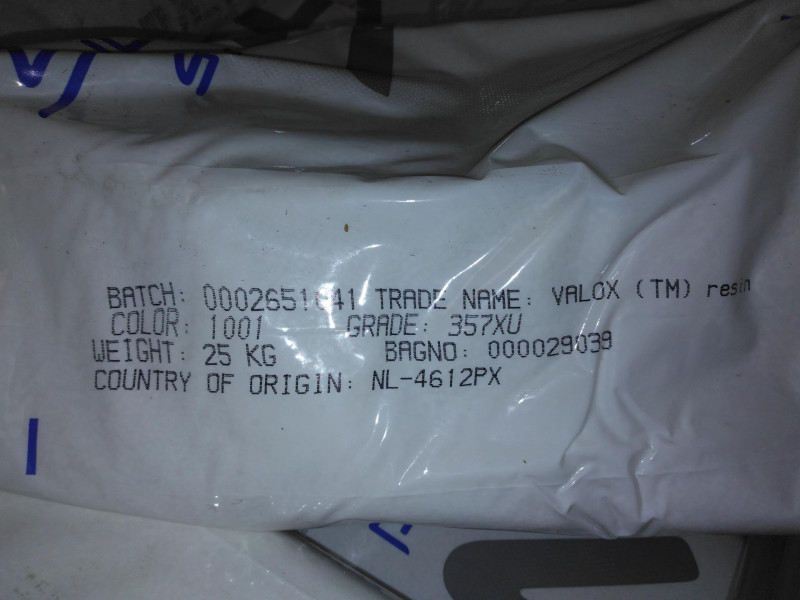 BATCH: TRADE NAME: VALOX (TM) resin
COLOR: 1001 GRADE: 357XU
WEIGHT: 25 KG BAGNO: 000029039
COUNTRY OF ORIGIN: NL-4612PX